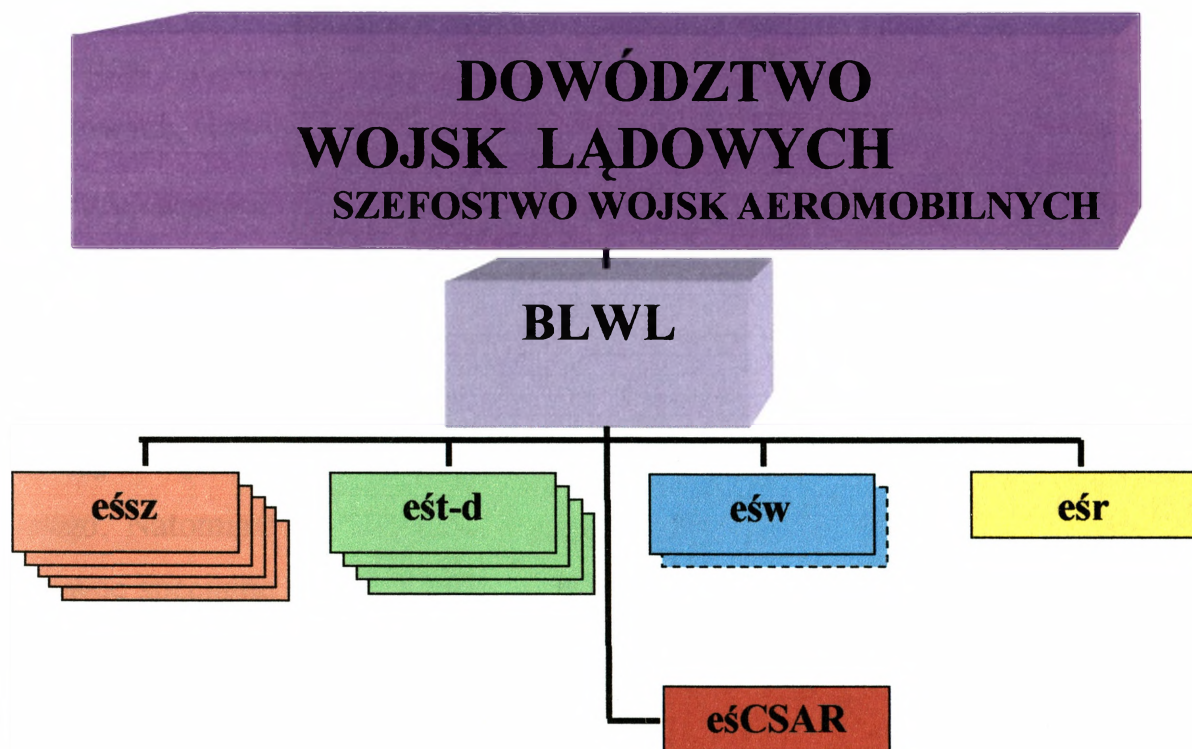 DOWÓDZTWO
WOJSK LĄDOWYCH
SZEFOSTWO WOJSK AEROMOBILNYCH
BLWL
eśsz
eśt-d
eśw
eśr
eśCSAR